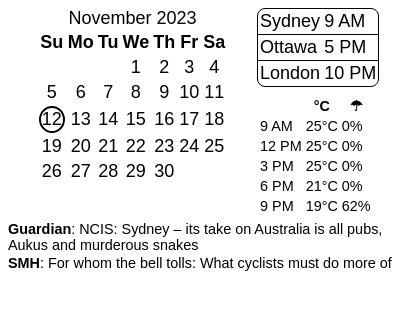 November 2023
Su Mo Tu We Th Fr Sa
1 2 3 4
5 6 7 8 9 10 11
12 13 14 15 16 17 18
19 20 21 22 23 24 25
26 27 28 29 30
Sydney 9 AM
Ottawa 5 PM
London 10 PM
°C ☂
9 AM 25°C 0%
12 PM 25°C 0%
3 PM 25°C 0%
6 PM 21°C 0%
9 PM 19°C 62%
Guardian: NCIS: Sydney – its take on Australia is all pubs,
Aukus and murderous snakes
SMH: For whom the bell tolls: What cyclists must do more of